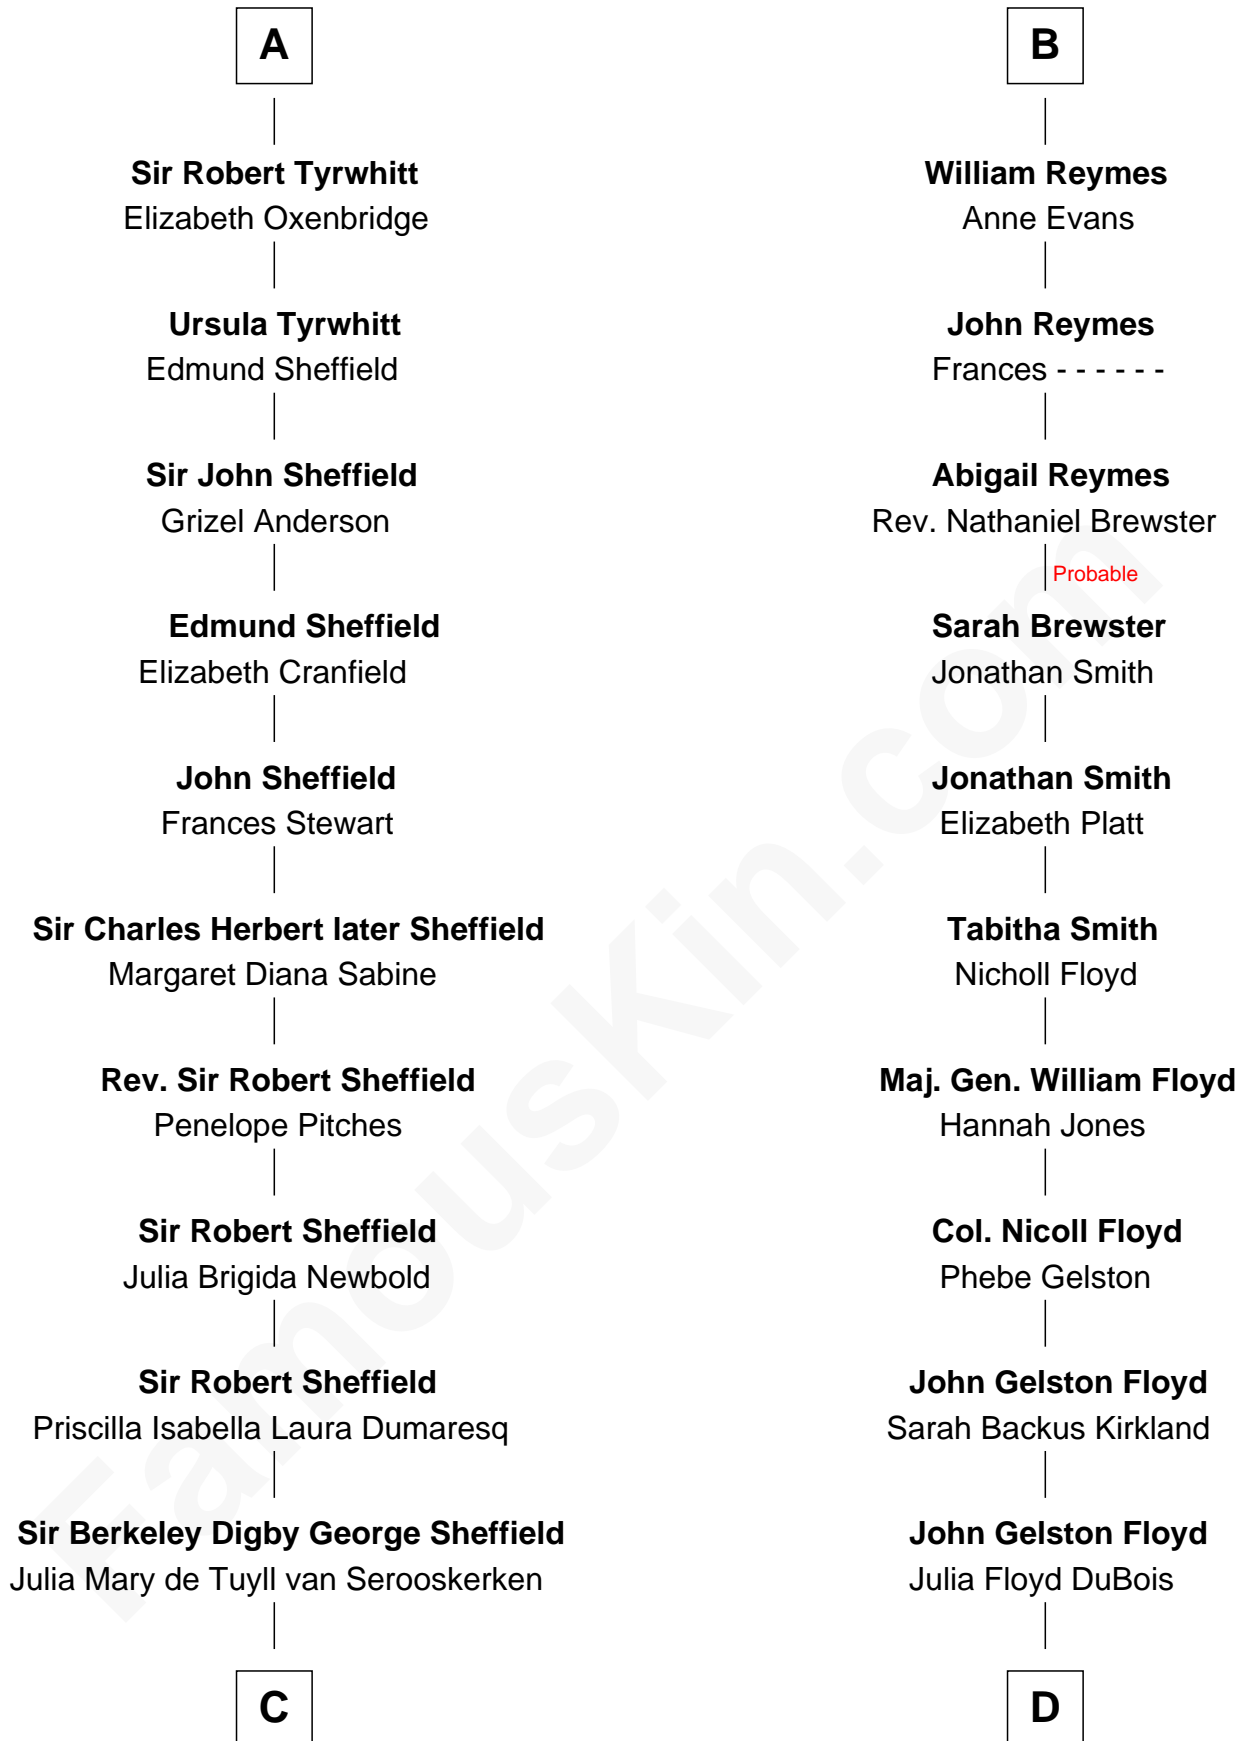 A
Sir Robert Tyrwhitt
Elizabeth Oxenbridge
Ursula Tyrwhitt
Edmund Sheffield
Sir John Sheffield
Grizel Anderson
Edmund Sheffield
Elizabeth Cranfield
John Sheffield
Frances Stewart
Sir Charles Herbert later Sheffield
Margaret Diana Sabine
Rev. Sir Robert Sheffield
Penelope Pitches
Sir Robert Sheffield
Julia Brigida Newbold
Sir Robert Sheffield
Priscilla Isabella Laura Dumaresq
Sir Berkeley Digby George Sheffield
Julia Mary de Tuyll van Serooskerken
C
B
William Reymes
Anne Evans
John Reymes
Frances - - - - - -
Abigail Reymes
Rev. Nathaniel Brewster
Probable
Sarah Brewster
Jonathan Smith
Jonathan Smith
Elizabeth Platt
Tabitha Smith
Nicholl Floyd
Maj. Gen. William Floyd
Hannah Jones
Col. Nicoll Floyd
Phebe Gelston
John Gelston Floyd
Sarah Backus Kirkland
John Gelston Floyd
Julia Floyd DuBois
D
FamousKin.com